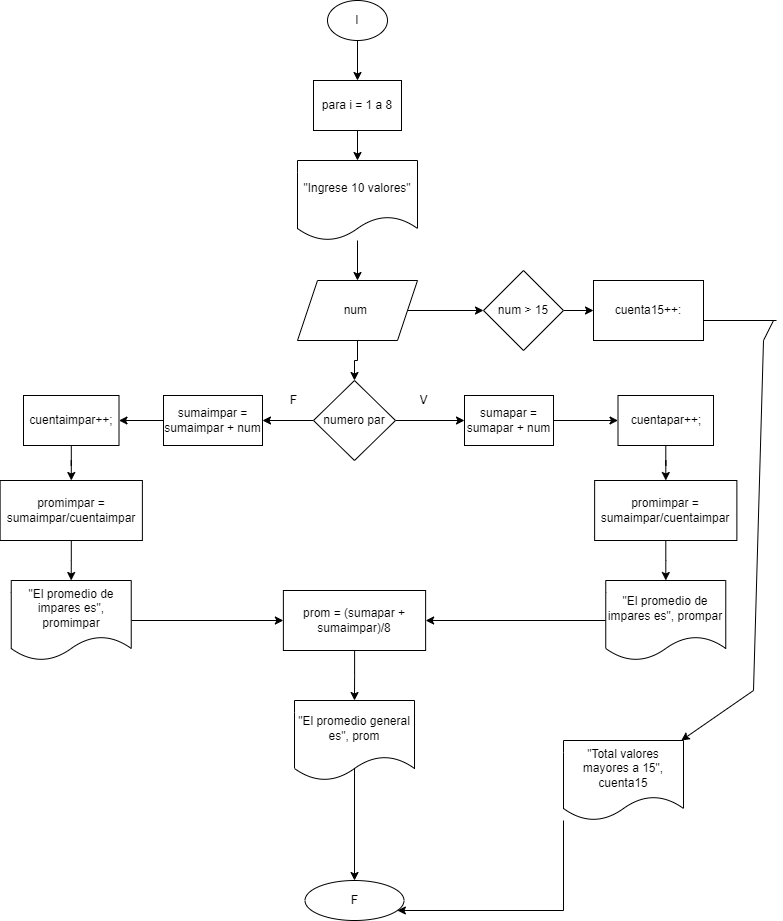 I
para i = 1 a 8
"Ingrese 10 valores"
num
num > 15
cuenta15++:
F
V
cuentaimpar++;
sumaimpar =
sumaimpar + num
numero par
sumapar =
sumapar + num
cuentapar++;
promimpar =
sumaimpar/cuentaimpar
promimpar =
sumaimpar/cuentaimpar
"El promedio de
impares es",
promimpar
prom = (sumapar +
sumaimpar)/8
"El promedio de
impares es", prompar
"El promedio general
es", prom
"Total valores
mayores a 15",
cuenta15
F